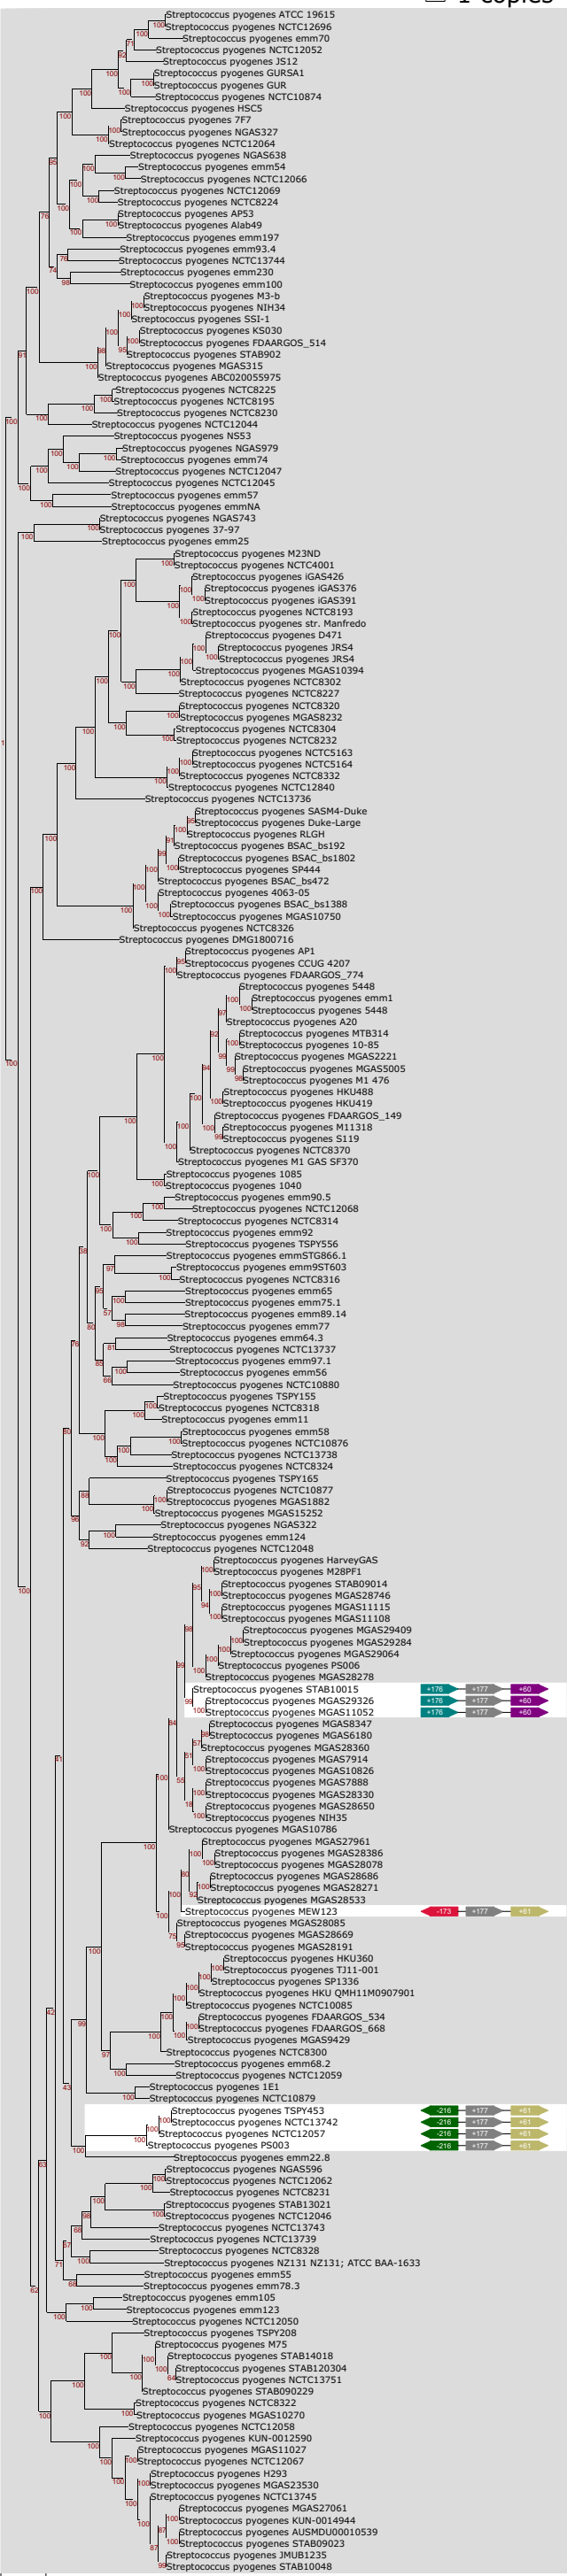 1 copies
Streptococcus pyogenes ATCC 19615
Streptococcus pyogenes NCTC12696
Streptococcus pyogenes emm70
Streptococcus pyogenes NCTC12052
Streptococcus pyogenes JS12
Streptococcus pyogenes GURSA1
Streptococcus pyogenes GUR
Streptococcus pyogenes NCTC10874
Streptococcus pyogenes HSC5
Streptococcus pyogenes 7F7
Streptococcus pyogenes NGAS327
Streptococcus pyogenes NCTC12064
Streptococcus pyogenes NGAS638
Streptococcus pyogenes emm54
Streptococcus pyogenes NCTC12066
Streptococcus pyogenes NCTC12069
Streptococcus pyogenes NCTC8224
Streptococcus pyogenes AP53
Streptococcus pyogenes Alab49
Streptococcus pyogenes emm197
Streptococcus pyogenes emm93.4
Streptococcus pyogenes NCTC13744
Streptococcus pyogenes emm230
Streptococcus pyogenes emm100
Streptococcus pyogenes M3-b
Streptococcus pyogenes NIH34
Streptococcus pyogenes SSI-1
Streptococcus pyogenes KS030
Streptococcus pyogenes FDAARGOS_514
Streptococcus pyogenes STAB902
Streptococcus pyogenes MGAS315
Streptococcus pyogenes ABC020055975
Streptococcus pyogenes NCTC8225
Streptococcus pyogenes NCTC8195
Streptococcus pyogenes NCTC8230
Streptococcus pyogenes NCTC12044
Streptococcus pyogenes NS53
Streptococcus pyogenes NGAS979
Streptococcus pyogenes emm74
Streptococcus pyogenes NCTC12047
Streptococcus pyogenes NCTC12045
Streptococcus pyogenes emm57
Streptococcus pyogenes emmNA
Streptococcus pyogenes NGAS743
Streptococcus pyogenes 37-97
Streptococcus pyogenes emm25
Streptococcus pyogenes M23ND
Streptococcus pyogenes NCTC4001
Streptococcus pyogenes iGAS426
Streptococcus pyogenes iGAS376
Streptococcus pyogenes iGAS391
Streptococcus pyogenes NCTC8193
Streptococcus pyogenes str. Manfredo
Streptococcus pyogenes D471
Streptococcus pyogenes JRS4
Streptococcus pyogenes JRS4
Streptococcus pyogenes MGAS10394
Streptococcus pyogenes NCTC8302
Streptococcus pyogenes NCTC8227
Streptococcus pyogenes NCTC8320
Streptococcus pyogenes MGAS8232
Streptococcus pyogenes NCTC8304
Streptococcus pyogenes NCTC8232
Streptococcus pyogenes NCTC5163
Streptococcus pyogenes NCTC5164
Streptococcus pyogenes NCTC8332
Streptococcus pyogenes NCTC12840
Streptococcus pyogenes NCTC13736
Streptococcus pyogenes SASM4-Duke
Streptococcus pyogenes Duke-Large
Streptococcus pyogenes RLGH
Streptococcus pyogenes BSAC_bs192
Streptococcus pyogenes BSAC_bs1802
Streptococcus pyogenes SP444
Streptococcus pyogenes BSAC_bs472
Streptococcus pyogenes 4063-05
Streptococcus pyogenes BSAC_bs1388
Streptococcus pyogenes MGAS10750
Streptococcus pyogenes NCTC8326
Streptococcus pyogenes DMG1800716
Streptococcus pyogenes AP1
Streptococcus pyogenes CCUG 4207
Streptococcus pyogenes FDAARGOS_774
Streptococcus pyogenes 5448
Streptococcus pyogenes emm1
Streptococcus pyogenes 5448
Streptococcus pyogenes A20
Streptococcus pyogenes MTB314
Streptococcus pyogenes 10-85
Streptococcus pyogenes MGAS2221
Streptococcus pyogenes MGAS5005
Streptococcus pyogenes M1 476
Streptococcus pyogenes HKU488
Streptococcus pyogenes HKU419
Streptococcus pyogenes FDAARGOS_149
Streptococcus pyogenes M11318
Streptococcus pyogenes S119
Streptococcus pyogenes NCTC8370
Streptococcus pyogenes M1 GAS SF370
Streptococcus pyogenes 1085
Streptococcus pyogenes 1040
Streptococcus pyogenes emm90.5
Streptococcus pyogenes NCTC12068
Streptococcus pyogenes NCTC8314
Streptococcus pyogenes emm92
Streptococcus pyogenes TSPY556
Streptococcus pyogenes emmSTG866.1
Streptococcus pyogenes emm9ST603
Streptococcus pyogenes NCTC8316
Streptococcus pyogenes emm65
Streptococcus pyogenes emm75.1
Streptococcus pyogenes emm89.14
Streptococcus pyogenes emm77
Streptococcus pyogenes emm64.3
Streptococcus pyogenes NCTC13737
Streptococcus pyogenes emm97.1
Streptococcus pyogenes emm56
Streptococcus pyogenes NCTC10880
Streptococcus pyogenes TSPY155
Streptococcus pyogenes NCTC8318
Streptococcus pyogenes emm11
Streptococcus pyogenes emm58
Streptococcus pyogenes NCTC10876
Streptococcus pyogenes NCTC13738
Streptococcus pyogenes NCTC8324
Streptococcus pyogenes TSPY165
Streptococcus pyogenes NCTC10877
Streptococcus pyogenes MGAS1882
Streptococcus pyogenes MGAS15252
Streptococcus pyogenes NGAS322
Streptococcus pyogenes emm124
Streptococcus pyogenes NCTC12048
Streptococcus pyogenes HarveyGAS
Streptococcus pyogenes M28PF1
Streptococcus pyogenes STAB09014
Streptococcus pyogenes MGAS28746
Streptococcus pyogenes MGAS11115
Streptococcus pyogenes MGAS11108
Streptococcus pyogenes MGAS29409
Streptococcus pyogenes MGAS29284
Streptococcus pyogenes MGAS29064
Streptococcus pyogenes PS006
Streptococcus pyogenes MGAS28278
Streptococcus pyogenes STAB10015 +176 +177 +60
Streptococcus pyogenes MGAS29326 +176 +177 +60
Streptococcus pyogenes MGAS11052 +176 +177 +60
Streptococcus pyogenes MGAS8347
Streptococcus pyogenes MGAS6180
Streptococcus pyogenes MGAS28360
Streptococcus pyogenes MGAS7914
Streptococcus pyogenes MGAS10826
Streptococcus pyogenes MGAS7888
Streptococcus pyogenes MGAS28330
Streptococcus pyogenes MGAS28650
Streptococcus pyogenes NIH35
Streptococcus pyogenes MGAS10786
Streptococcus pyogenes MGAS27961
Streptococcus pyogenes MGAS28386
Streptococcus pyogenes MGAS28078
Streptococcus pyogenes MGAS28686
Streptococcus pyogenes MGAS28271
Streptococcus pyogenes MGAS28533
Streptococcus pyogenes MEW123 -173 +177 +61
Streptococcus pyogenes MGAS28085
Streptococcus pyogenes MGAS28669
Streptococcus pyogenes MGAS28191
Streptococcus pyogenes HKU360
Streptococcus pyogenes TJ11-001
Streptococcus pyogenes SP1336
Streptococcus pyogenes HKU QMH11M0907901
Streptococcus pyogenes NCTC10085
Streptococcus pyogenes FDAARGOS_534
Streptococcus pyogenes FDAARGOS_668
Streptococcus pyogenes MGAS9429
Streptococcus pyogenes NCTC8300
Streptococcus pyogenes emm68.2
Streptococcus pyogenes NCTC12059
Streptococcus pyogenes 1E1
Streptococcus pyogenes NCTC10879
Streptococcus pyogenes TSPY453 -216 +177 +61
Streptococcus pyogenes NCTC13742 -216 +177 +61
Streptococcus pyogenes NCTC12057 -216 +177 +61
Streptococcus pyogenes PS003 -216 +177 +61
Streptococcus pyogenes emm22.8
Streptococcus pyogenes NGAS596
Streptococcus pyogenes NCTC12062
Streptococcus pyogenes NCTC8231
Streptococcus pyogenes STAB13021
Streptococcus pyogenes NCTC12046
Streptococcus pyogenes NCTC13743
Streptococcus pyogenes NCTC13739
Streptococcus pyogenes NCTC8328
Streptococcus pyogenes NZ131 NZ131; ATCC BAA-1633
Streptococcus pyogenes emm55
Streptococcus pyogenes emm78.3
Streptococcus pyogenes emm105
Streptococcus pyogenes emm123
Streptococcus pyogenes NCTC12050
Streptococcus pyogenes TSPY208
Streptococcus pyogenes M75
Streptococcus pyogenes STAB14018
Streptococcus pyogenes STAB120304
Streptococcus pyogenes NCTC13751
Streptococcus pyogenes STAB090229
Streptococcus pyogenes NCTC8322
Streptococcus pyogenes MGAS10270
Streptococcus pyogenes NCTC12058
Streptococcus pyogenes KUN-0012590
Streptococcus pyogenes MGAS11027
Streptococcus pyogenes NCTC12067
Streptococcus pyogenes H293
Streptococcus pyogenes MGAS23530
Streptococcus pyogenes NCTC13745
Streptococcus pyogenes MGAS27061
Streptococcus pyogenes KUN-0014944
Streptococcus pyogenes AUSMDU00010539
Streptococcus pyogenes STAB09023
Streptococcus pyogenes JMUB1235
Streptococcus pyogenes STAB10048